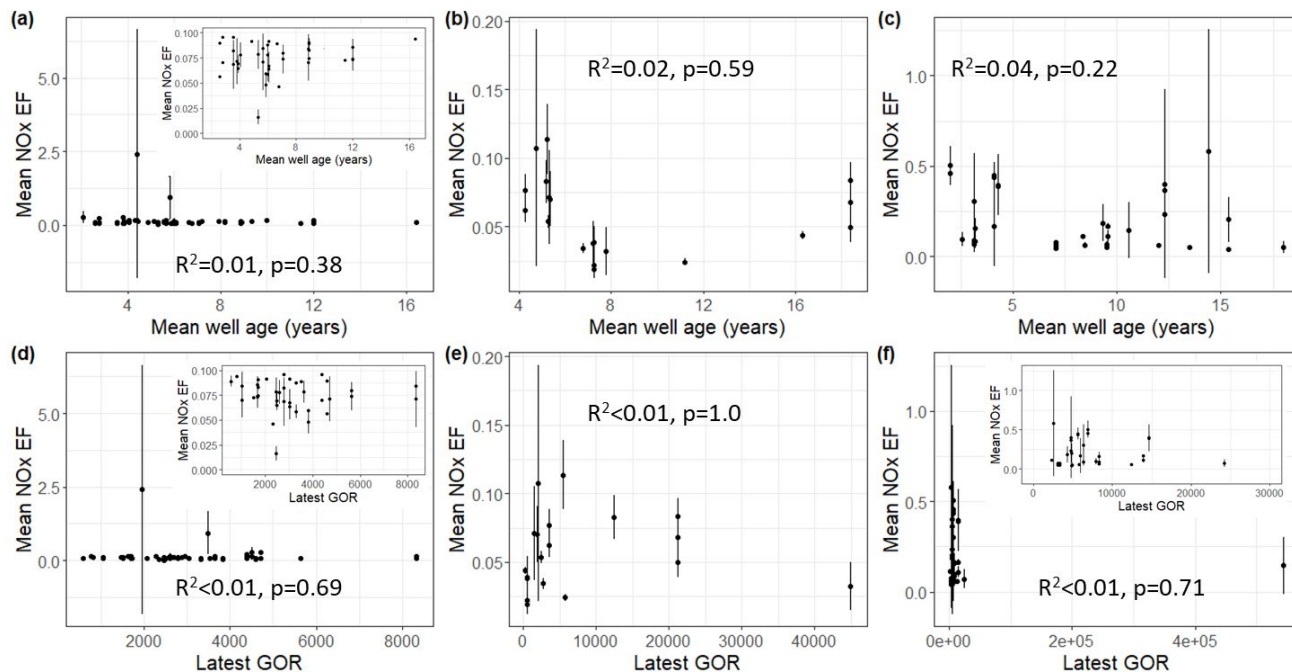 (a)
Mean NOx EF
5.0
2.5
0.0
4
8
12
16
Mean well age (years)
R²=0.01, p=0.38
Mean NOx EF
0.100
0.075
0.050
0.025
0.000
4
8
12
16
Mean well age (years)
(b)
Mean NOx EF
0.20
0.15
0.10
0.05
4
8
12
16
Mean well age (years)
R²=0.02, p=0.59
(c)
Mean NOx EF
1.0
0.5
0.0
5
10
15
Mean well age (years)
R²=0.04, p=0.22
(d)
Mean NOx EF
5.0
2.5
0.0
2000
4000
6000
8000
Latest GOR
R²<0.01, p=0.69
Mean NOx EF
0.100
0.075
0.050
0.025
0.000
2000
4000
6000
8000
Latest GOR
(e)
Mean NOx EF
0.20
0.15
0.10
0.05
0
10000
20000
30000
40000
Latest GOR
R²<0.01, p=1.0
(f)
Mean NOx EF
1.0
0.5
0.0
0e+00
2e+05
4e+05
Latest GOR
R²<0.01, p=0.71
Mean NOx EF
1.0
0.5
0.0
0
10000
20000
30000
Latest GOR